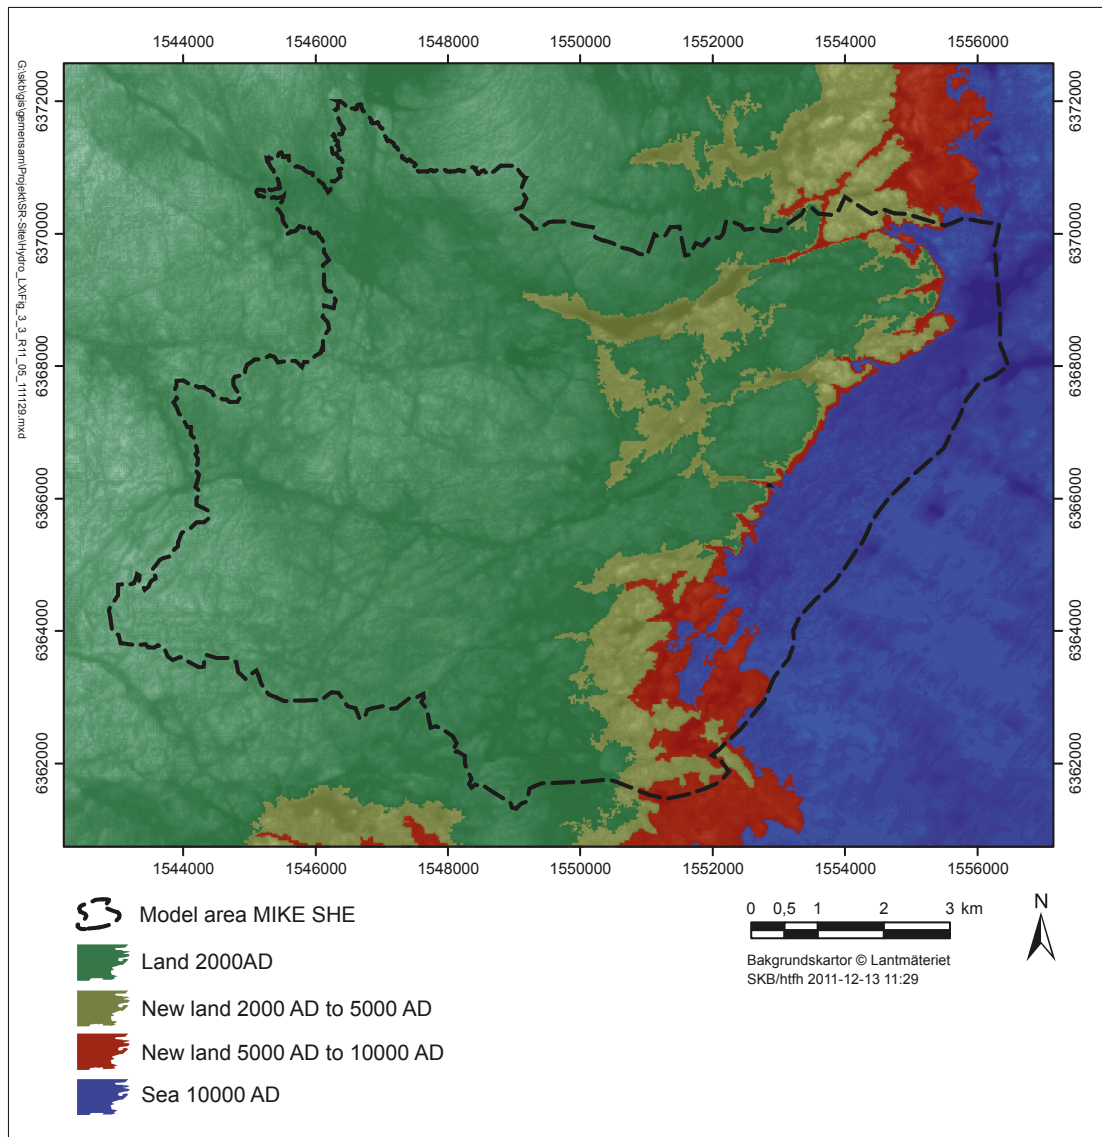 1544000 1546000 1548000 1550000 1552000 1554000 1556000
G:\skb\gis\gemensam\Projekt\SR-Site\Hydro_LX\Fig_3_3_R11_05_111129.mxd
6372000
6370000
6368000
6366000
6364000
6362000
6372000
6370000
6368000
6366000
6364000
6362000
1544000 1546000 1548000 1550000 1552000 1554000 1556000
Model area MIKE SHE
Land 2000AD
New land 2000 AD to 5000 AD
New land 5000 AD to 10000 AD
Sea 10000 AD
0 0,5 1 2 3 km
Bakgrundskartor © Lantmäteriet
SKB/htfh 2011-12-13 11:29
N